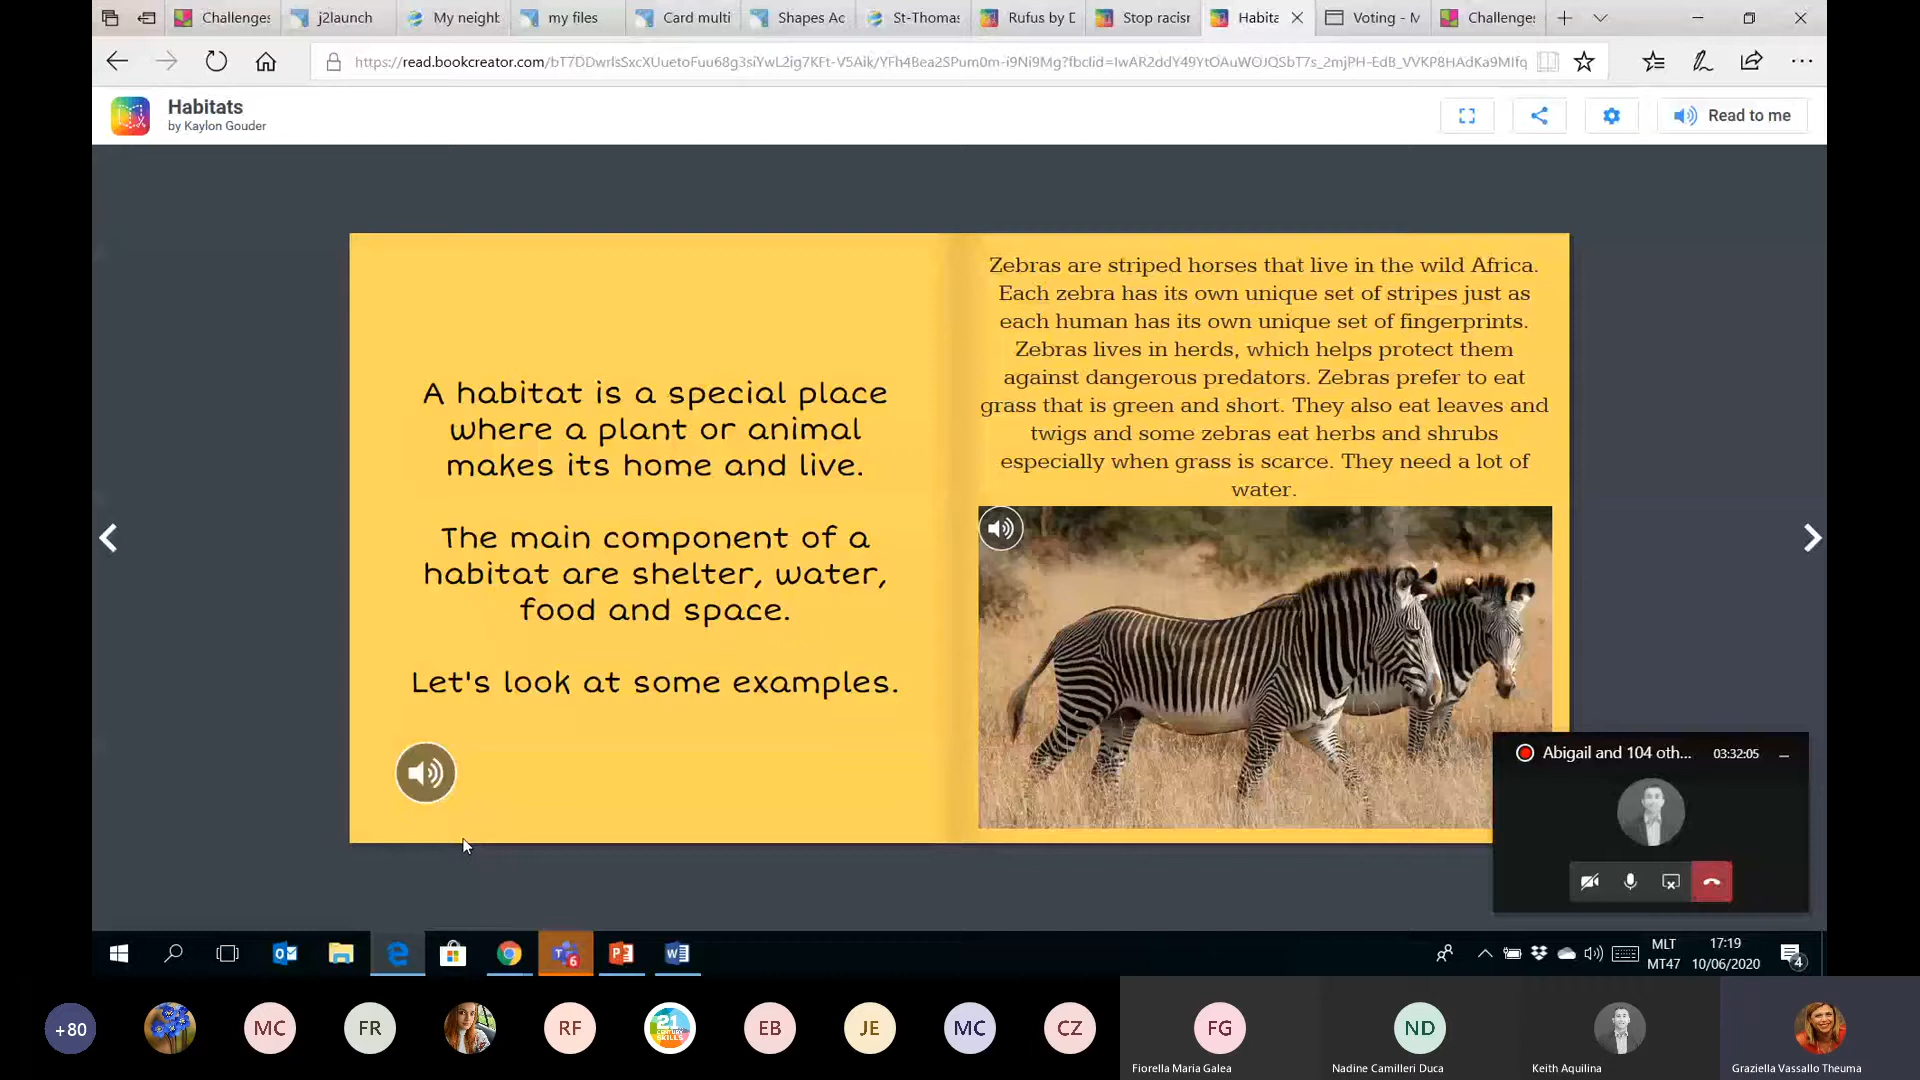 Challenges
j2launch
My neight
my files
Card multi
Shapes Ac
St-Thomas
Rufus by D
Stop racisr
Habita
Voting - M
Challenges
https://read.bookcreator.com/
Habitats
by Kaylon Gouder
Read to me
A habitat is a special place
where a plant or animal
makes its home and live.
The main component of a
habitat are shelter, water,
food and space.
Let's look at some examples.
Zebras are striped horses that live in the wild Africa.
Each zebra has its own unique set of stripes just as
each human has its own unique set of fingerprints.
Zebras lives in herds, which helps protect them
against dangerous predators. Zebras prefer to eat
grass that is green and short. They also eat leaves and
twigs and some zebras eat herbs and shrubs
especially when grass is scarce. They need a lot of
water.
Abigail and 104 oth...
03:32:05
6
MLT
MT47
17:19
10/06/2020
4
+80
MC
FR
RF
21
CENTURY
SKILLS
EB
JE
MC
CZ
FG
ND
Fiorella Maria Galea
Nadine Camilleri Duca
Keith Aquilina
Graziella Vassallo Theuma